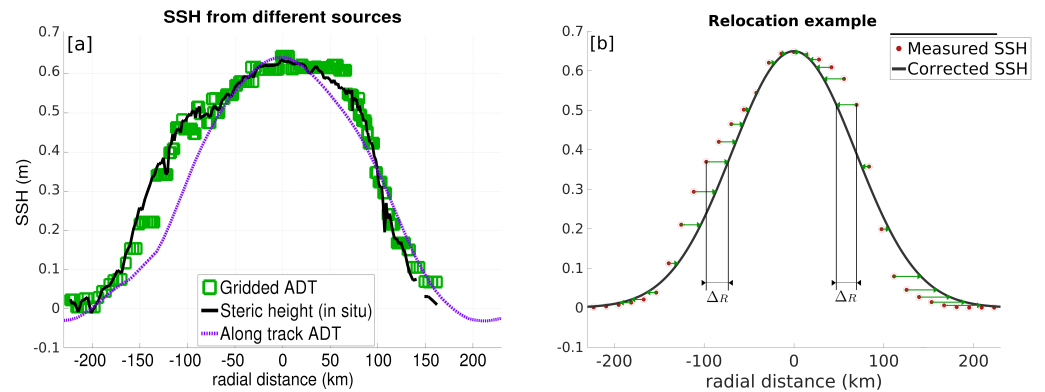 SSH from different sources
[a]
SSH (m)
0.7
0.6
0.5
0.4
0.3
0.2
0.1
0
-0.1
Gridded ADT
Steric height (in situ)
Along track ADT
-200 -150 -100 -50 0 50 100 150 200
radial distance (km)
Relocation example
[b]
Measured SSH
Corrected SSH
0.7
0.6
0.5
0.4
0.3
0.2
0.1
0
-0.1
ΔR ΔR
-200 -100 0 100 200
radial distance (km)